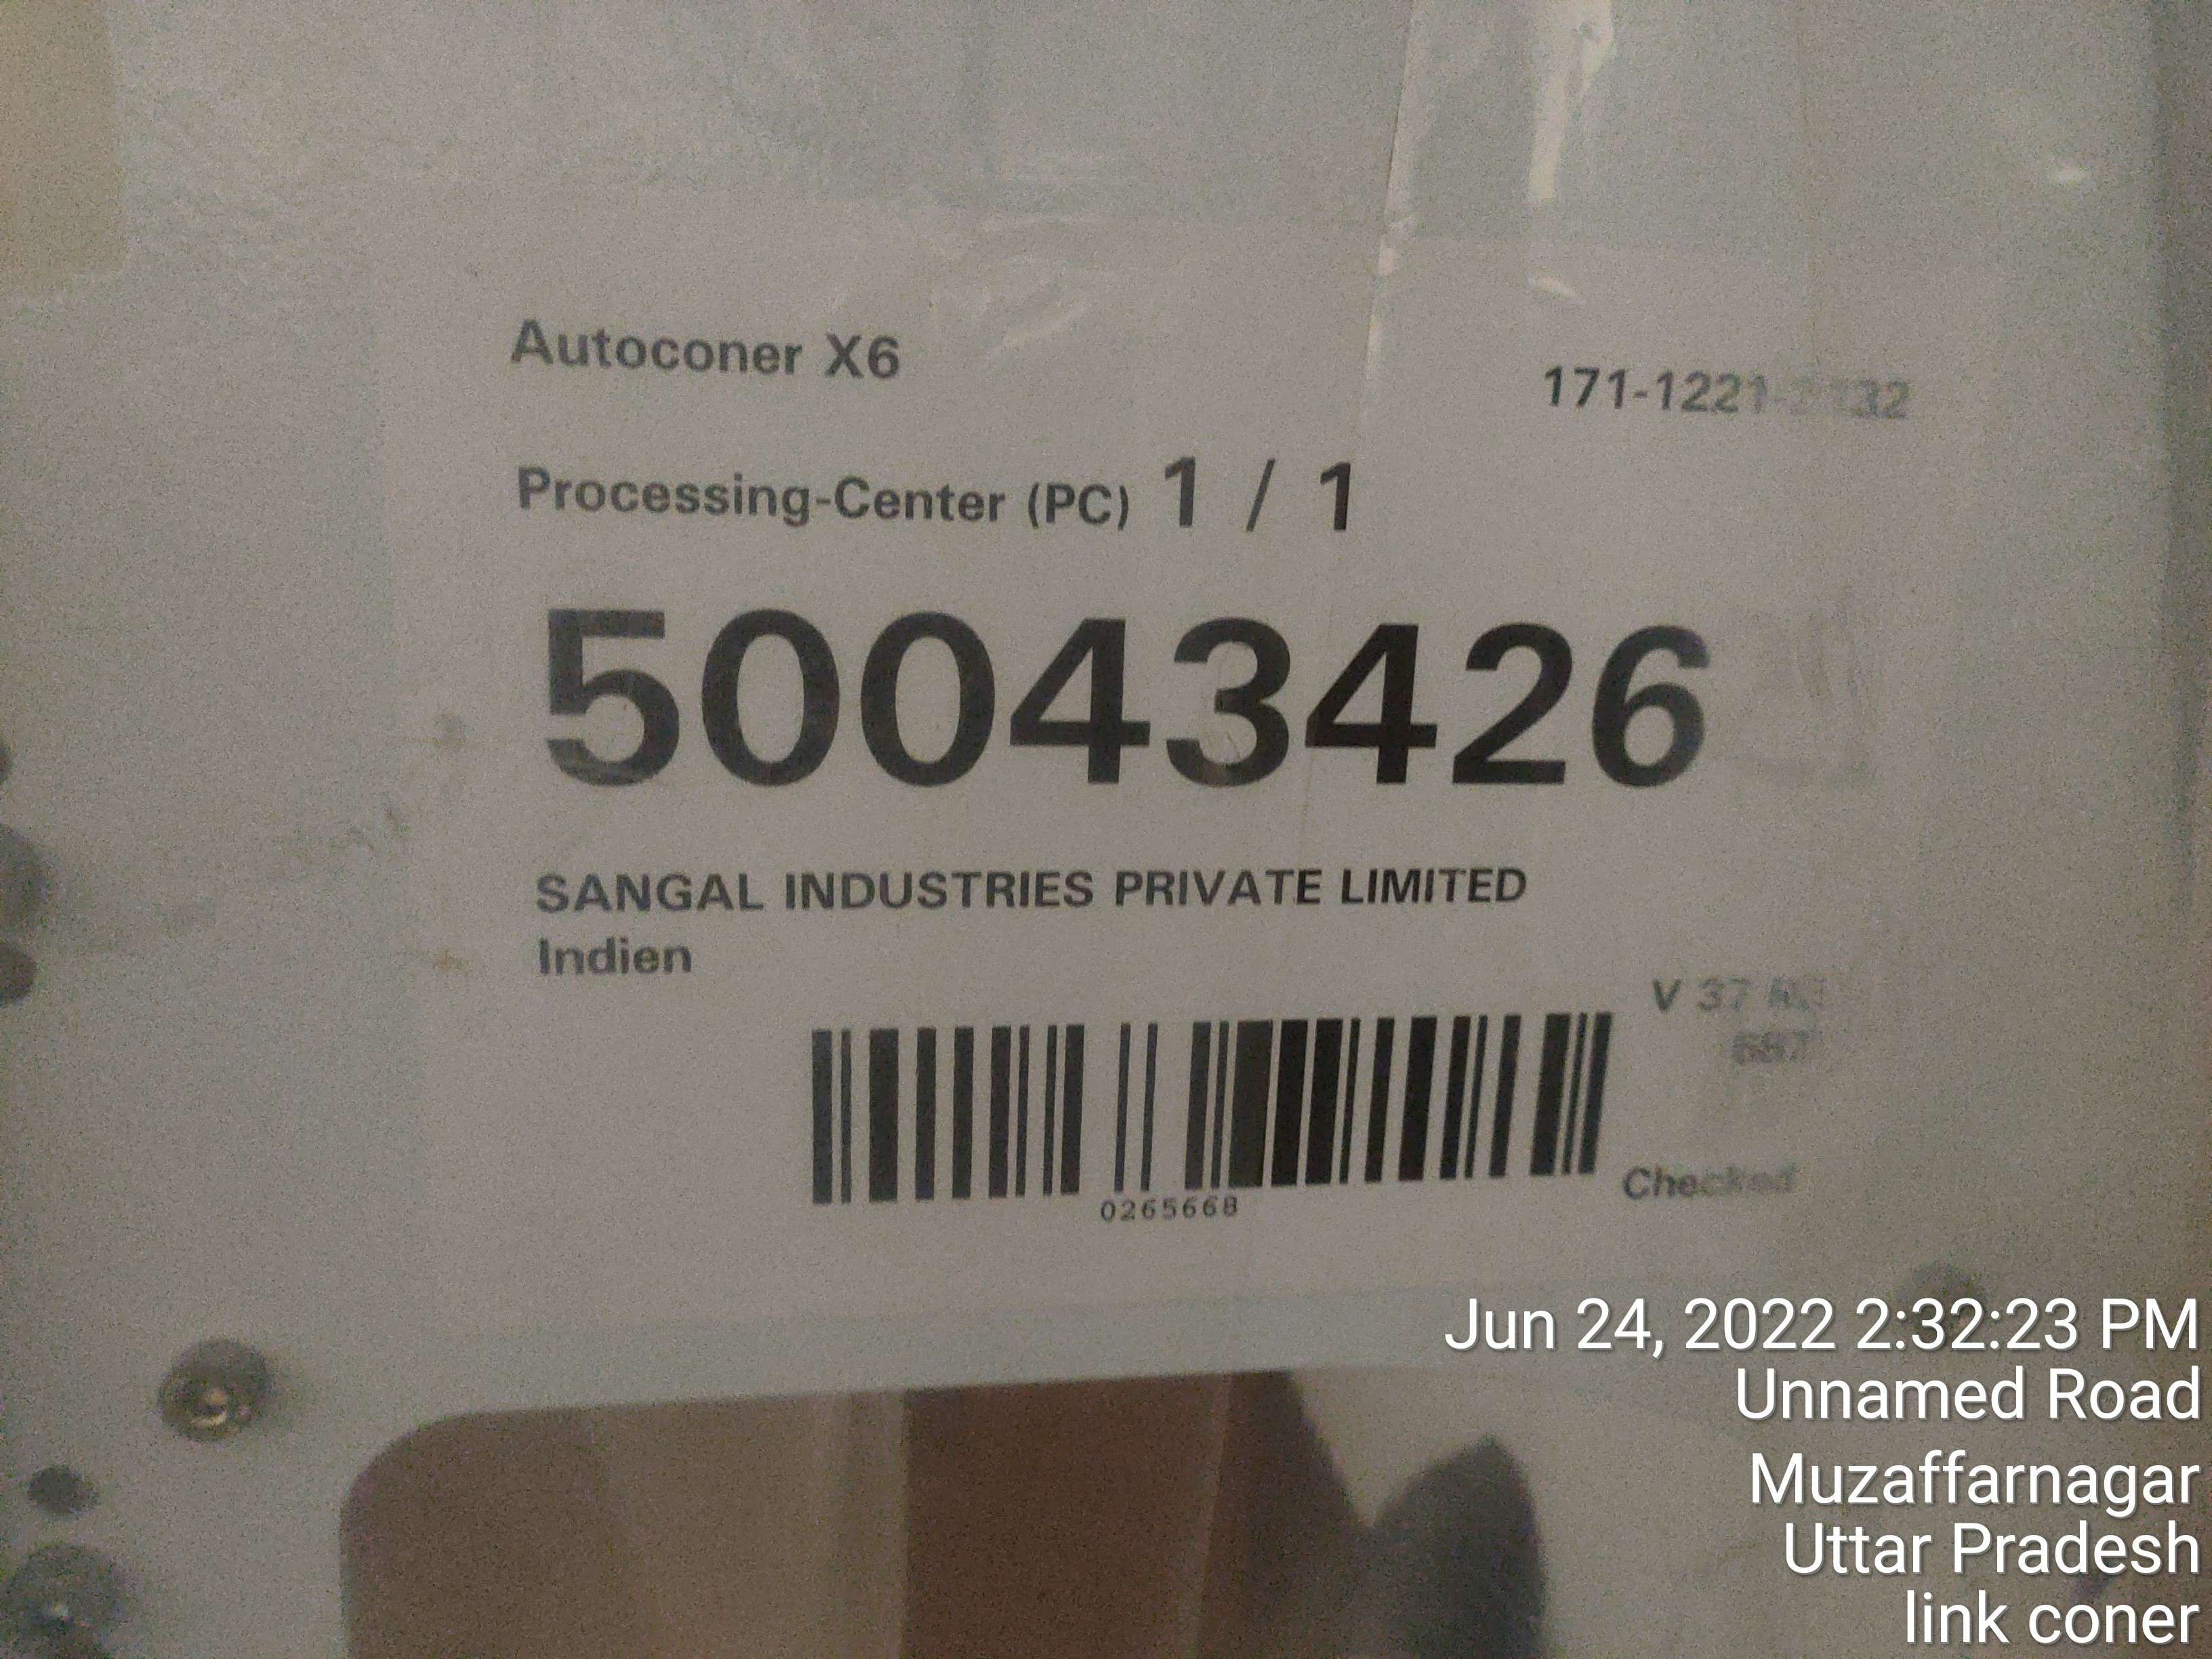 Autoconer X6
Processing-Center (PC) 1 / 1
50043426
SANGAL INDUSTRIES PRIVATE LIMITED
Indien
V 37
0265668
Checked
Jun 24, 2022 2:32:23 PM
Unnamed Road
Muzaffarnagar
Uttar Pradesh
link coner